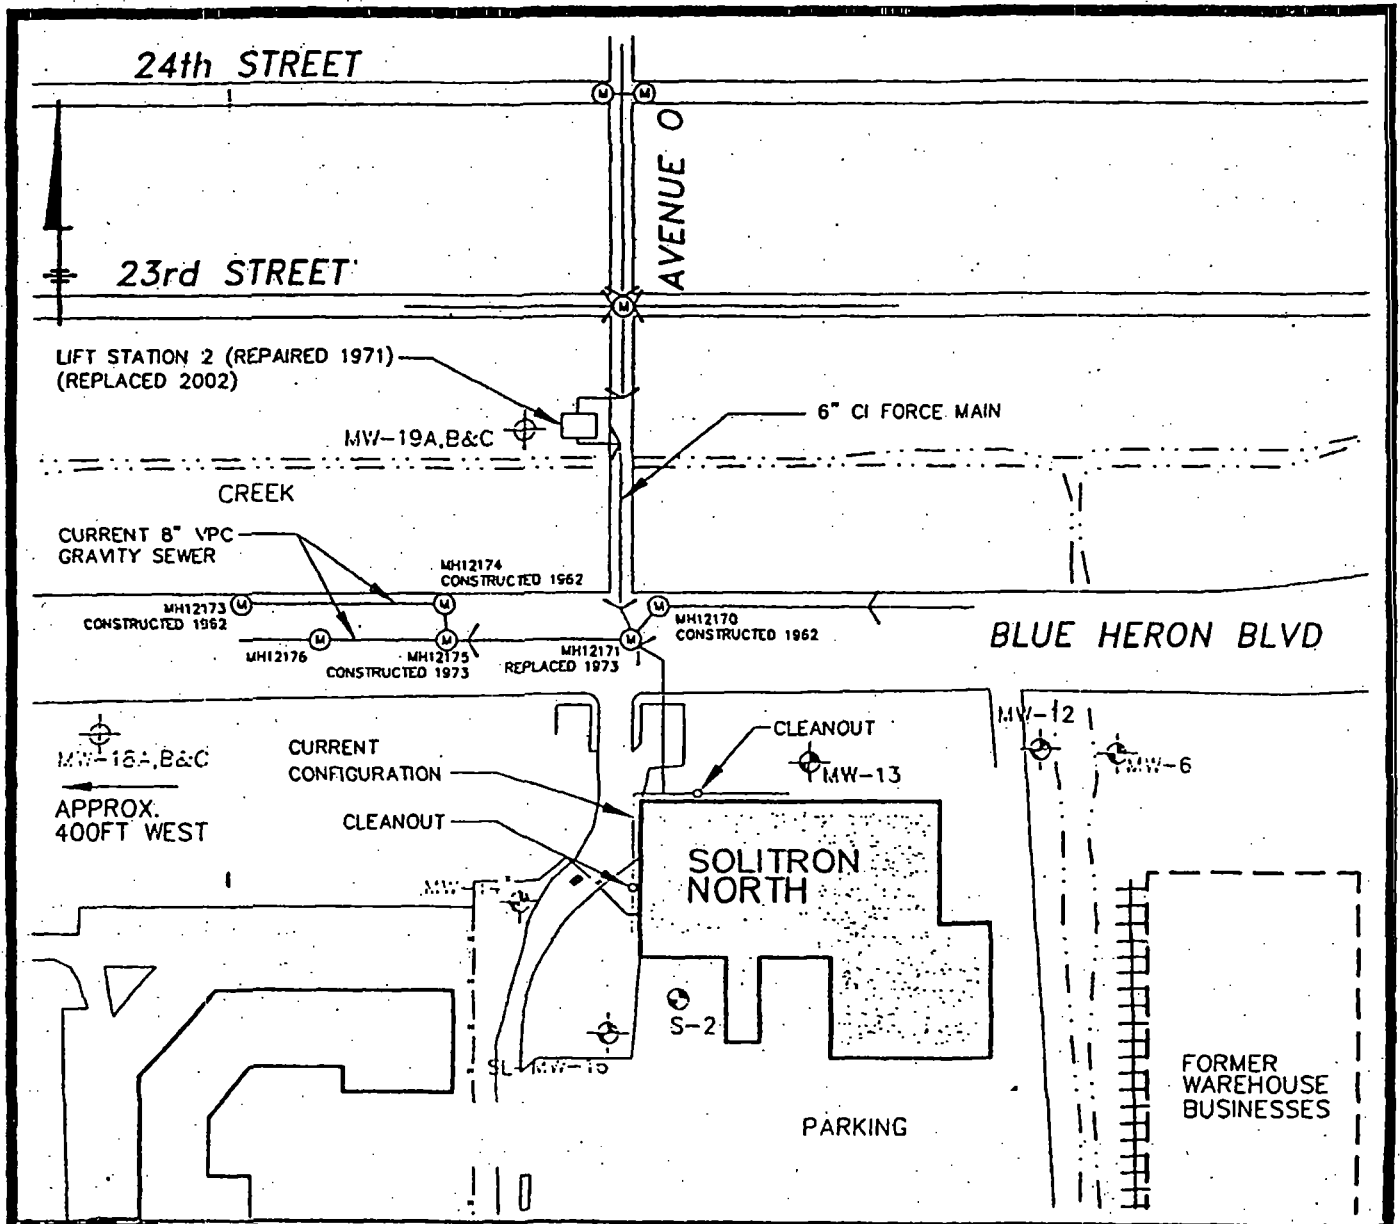 24th STREET
AVENUE O
23rd STREET
LIFT STATION 2 (REPAIRED 1971)
(REPLACED 2002)
6" CI FORCE MAIN
MW-19A,B&C
CREEK
CURRENT 8" VPC
GRAVITY SEWER
MH12174
CONSTRUCTED 1962
MH12173
CONSTRUCTED 1962
MH12170
CONSTRUCTED 1962
BLUE HERON BLVD
MH12176
MH12175
CONSTRUCTED 1973
MH12171
REPLACED 1973
MW-12
CLEANOUT
CURRENT
CONFIGURATION
MW-18A,B&C
MW-13
MW-6
APPROX.
400FT WEST
CLEANOUT
SOLITRON
NORTH
S-2
FORMER
WAREHOUSE
BUSINESSES
PARKING
M
M
M
M
M
M
M
M
M